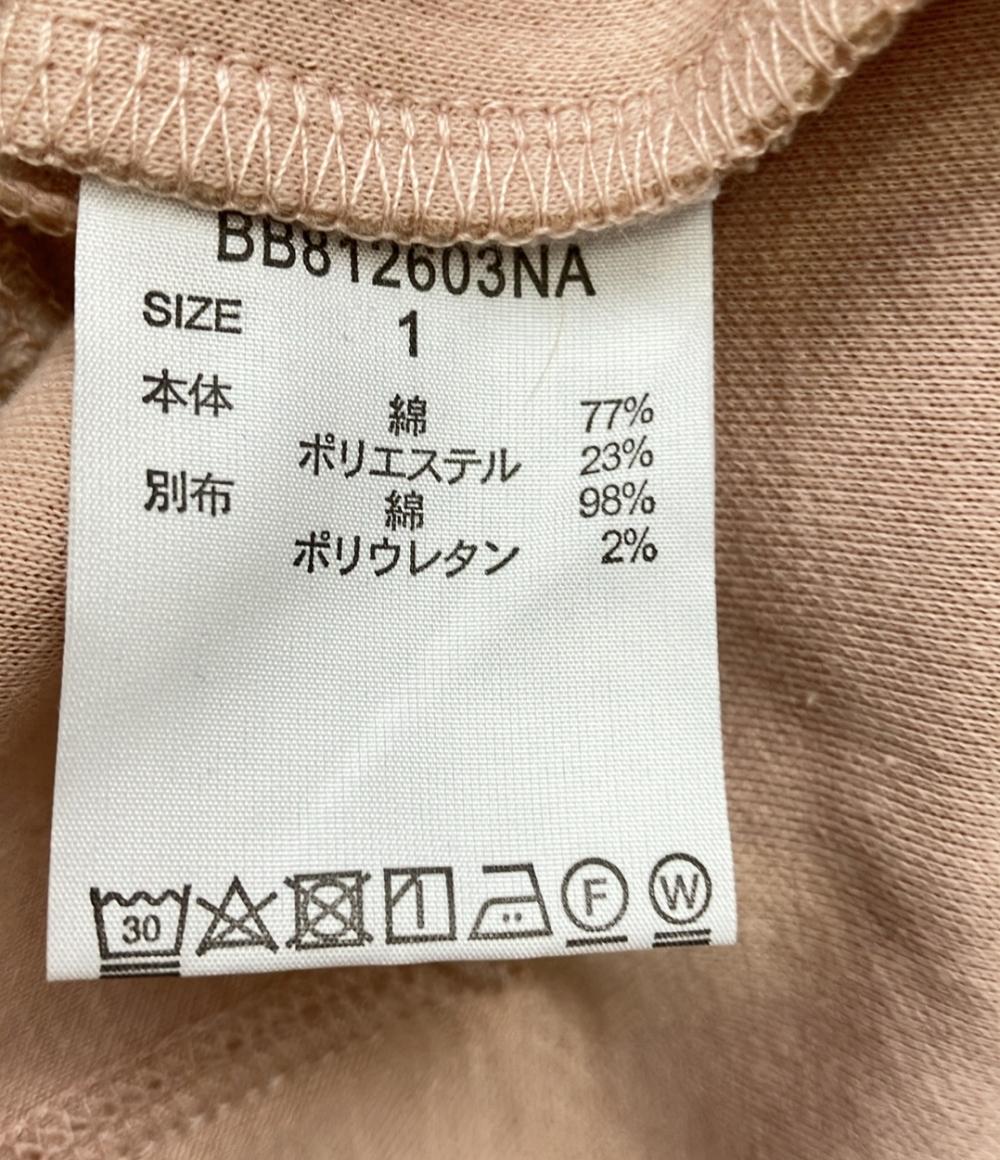 BB812603NA
SIZE 1
本体 綿 77%
ポリエステル 23%
別布 綿 98%
ポリウレタン 2%
30 F W